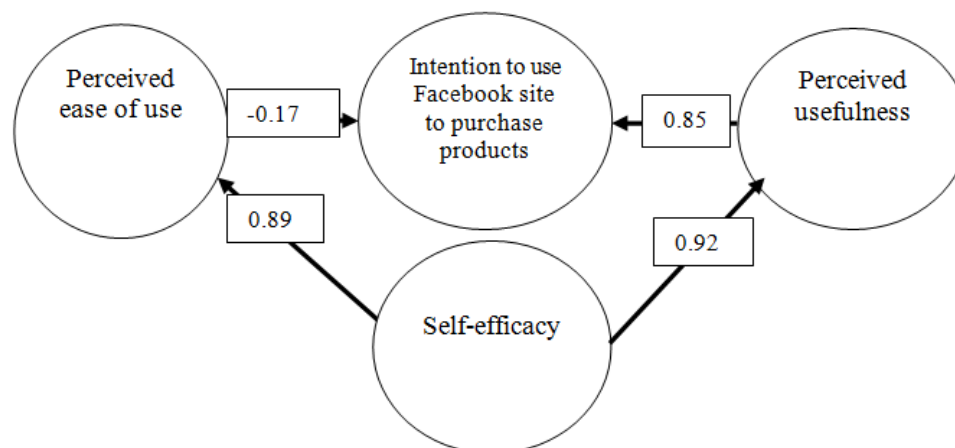 Perceived
ease of use
-0.17
Intention to use
Facebook site
to purchase
products
0.85
Perceived
usefulness
0.89
0.92
Self-efficacy